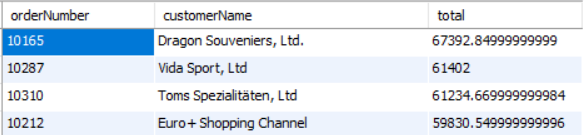 orderNumber customerName total
10165 Dragon Souveniers, Ltd. 67392.84999999999
10287 Vida Sport, Ltd 61402
10310 Toms Spezialitäten, Ltd 61234.669999999984
10212 Euro+ Shopping Channel 59830.549999999996